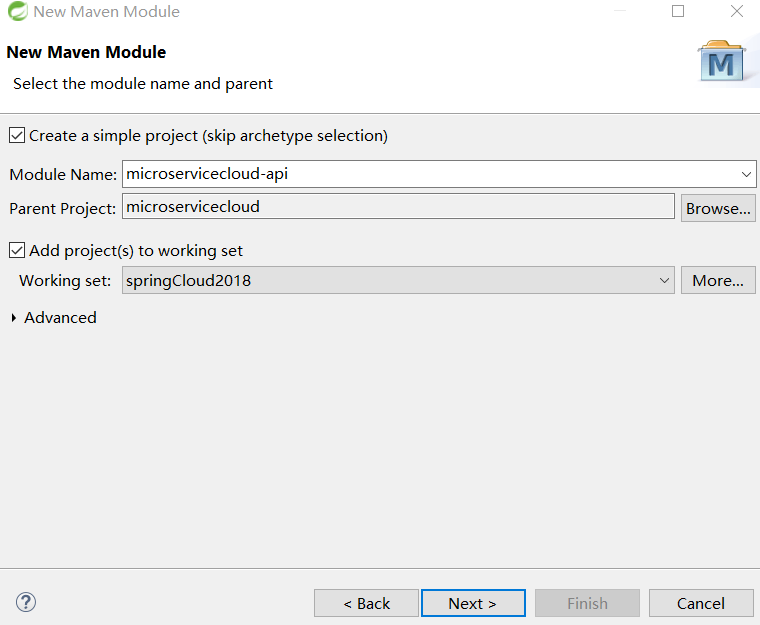 New Maven Module
New Maven Module
Select the module name and parent
M
Create a simple project (skip archetype selection)
Module Name: microservicecloud-api
Parent Project: microservicecloud Browse...
Add project(s) to working set
Working set: springCloud2018 More...
Advanced
? < Back Next > Finish Cancel